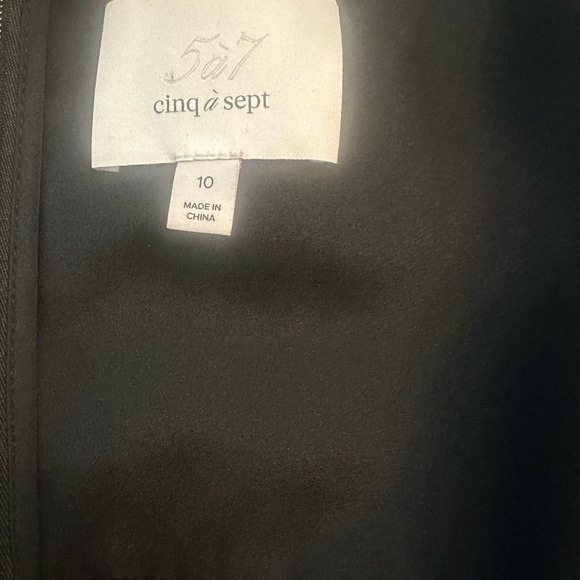 5à7
cinq à sept
10
MADE IN
CHINA